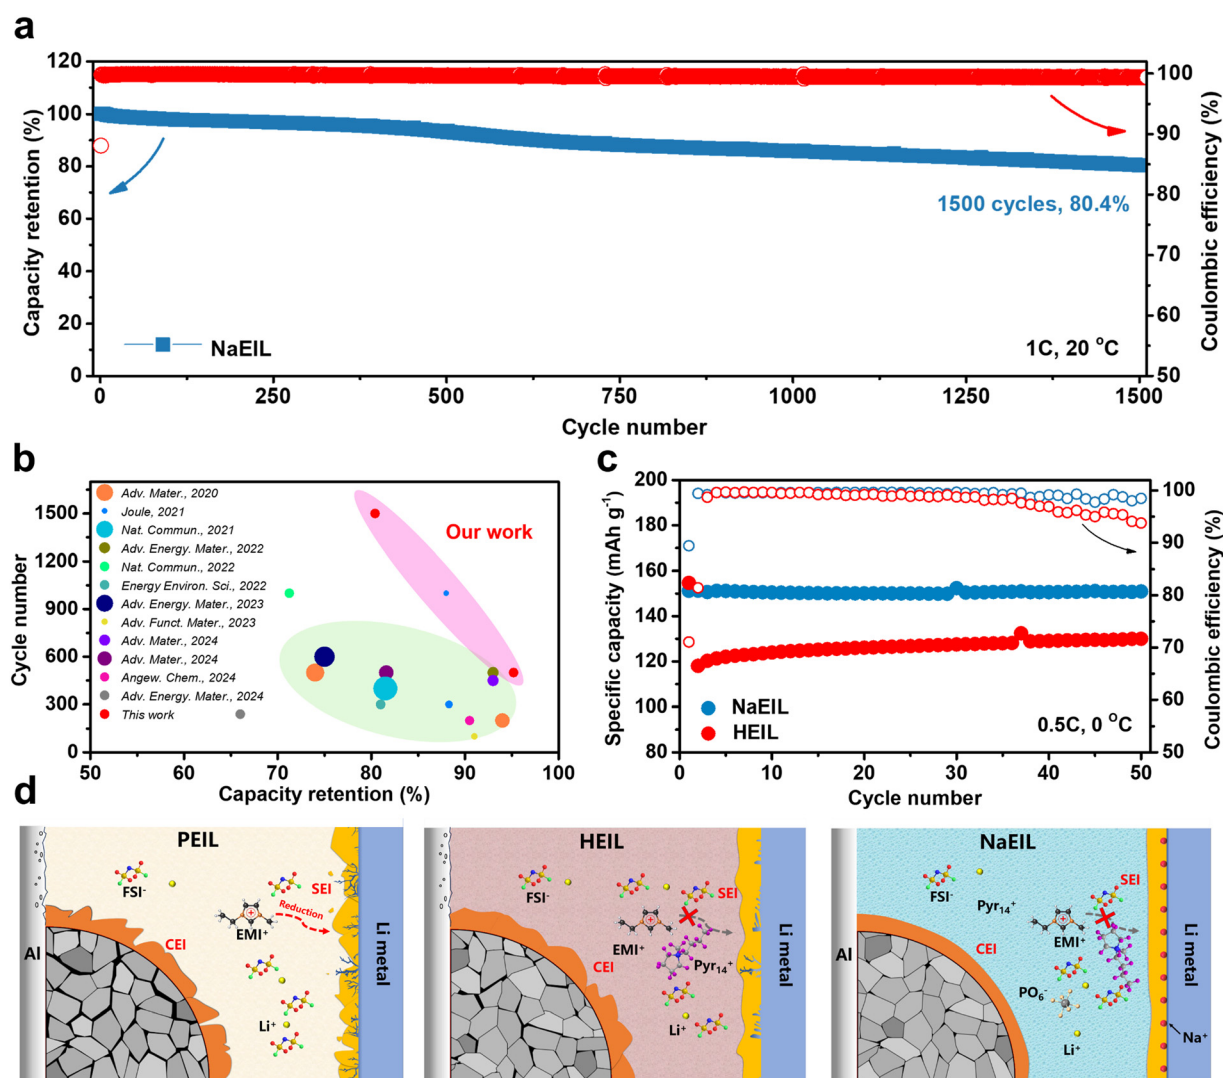 a
Capacity retention (%)
120
100
80
60
40
20
0
100
90
80
70
60
50
Coulombic efficiency (%)
1500 cycles, 80.4%
NaEIL
1C, 20 °C
0
250
500
750
1000
1250
1500
Cycle number
b
Cycle number
1500
1200
900
600
300
0
Adv. Mater., 2020
Joule, 2021
Nat. Commun., 2021
Adv. Energy. Mater., 2022
Nat. Commun., 2022
Energy Environ. Sci., 2022
Adv. Energy. Mater., 2023
Adv. Funct. Mater., 2023
Adv. Mater., 2024
Adv. Mater., 2024
Angew. Chem., 2024
Adv. Energy. Mater., 2024
This work
Our work
50
60
70
80
90
100
Capacity retention (%)
c
Specific capacity (mAh g⁻¹)
200
180
160
140
120
100
80
100
90
80
70
60
50
Coulombic efficiency (%)
NaEIL
HEIL
0.5C, 0 °C
0
10
20
30
40
50
Cycle number
d
PEIL
FSI⁻
SEI
Reduction
EMI⁺
CEI
Al
Li⁺
Li metal
HEIL
FSI⁻
SEI
EMI⁺
Pyr₁₄⁺
CEI
Li⁺
Li metal
NaEIL
FSI⁻
SEI
Pyr₁₄⁺
EMI⁺
CEI
Al
PO₆⁻
Li⁺
Na⁺
Li metal